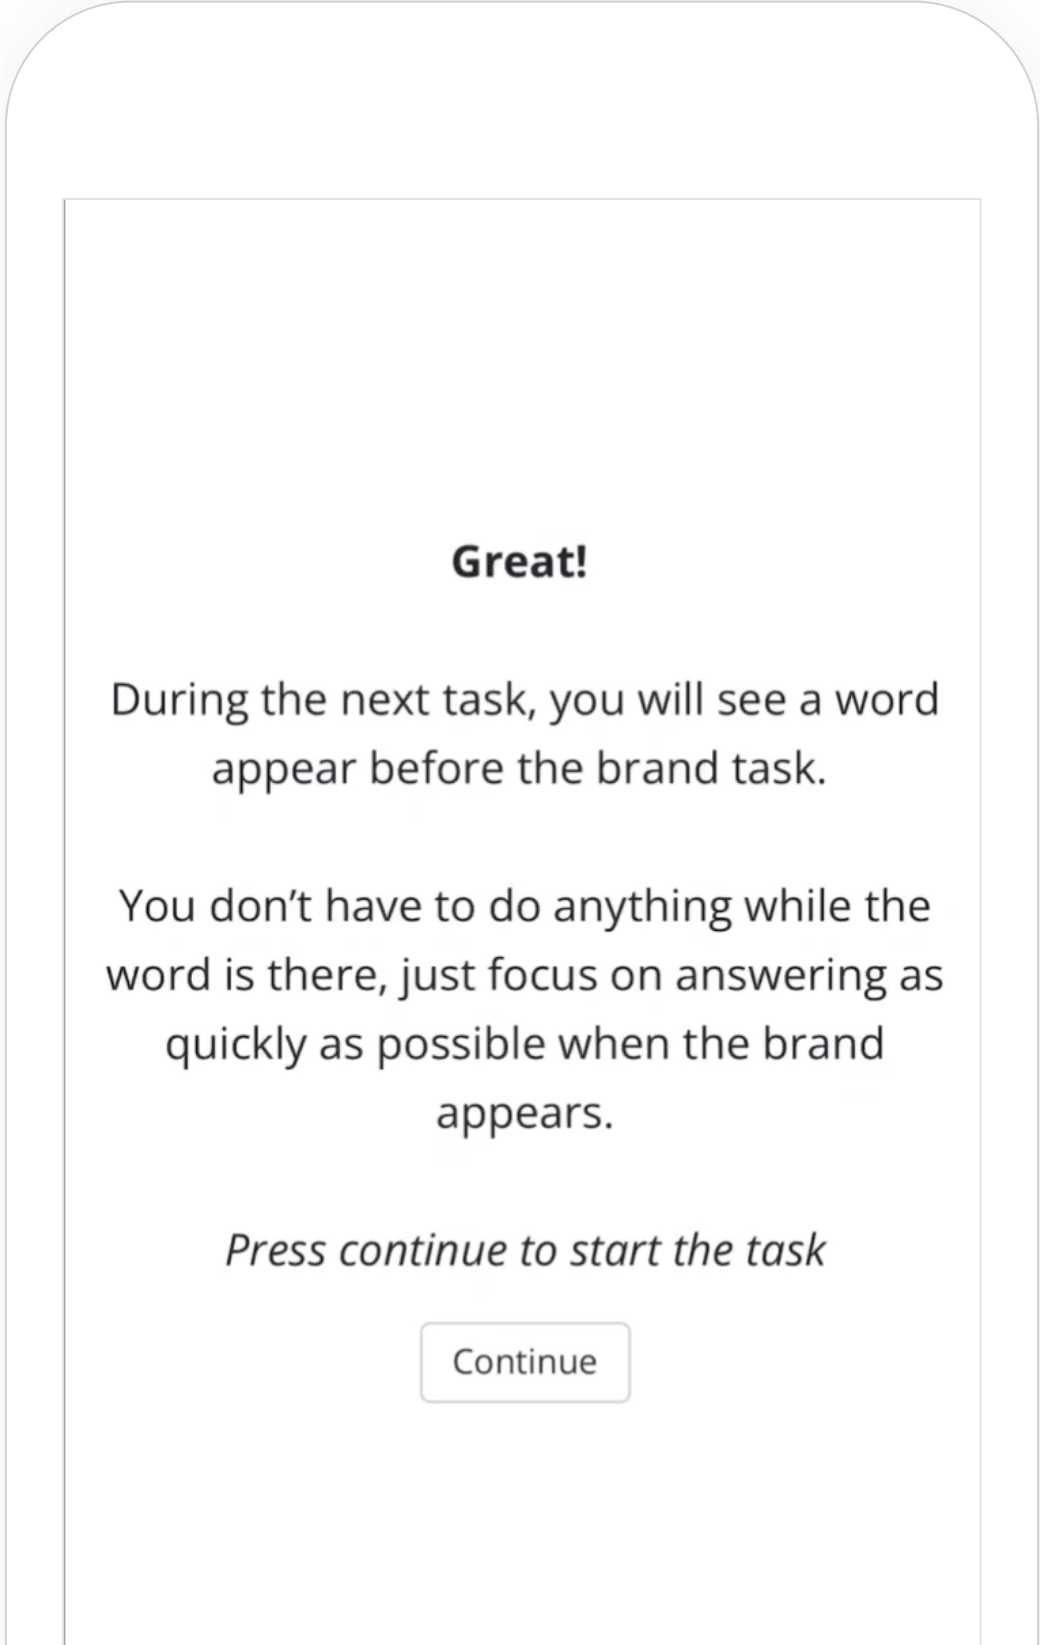 Great!
During the next task, you will see a word
appear before the brand task.
You don’t have to do anything while the
word is there, just focus on answering as
quickly as possible when the brand
appears.
Press continue to start the task
Continue